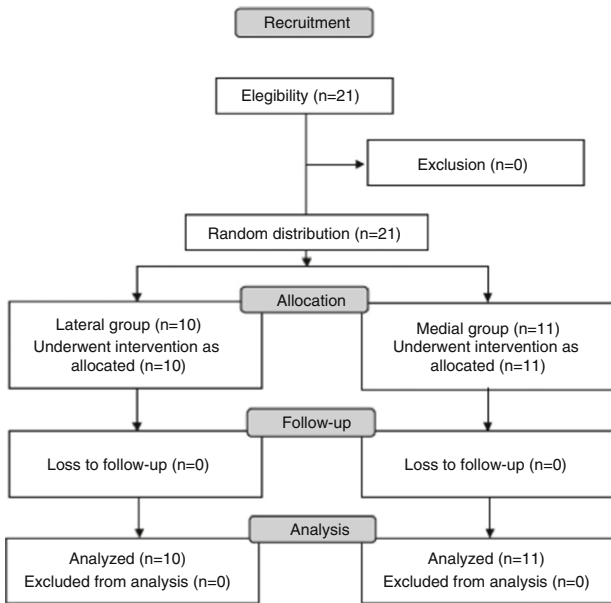 Recruitment
Elegibility (n=21)
Exclusion (n=0)
Random distribution (n=21)
Allocation
Lateral group (n=10)
Underwent intervention as
allocated (n=10)
Medial group (n=11)
Underwent intervention as
allocated (n=11)
Follow-up
Loss to follow-up (n=0)
Loss to follow-up (n=0)
Analysis
Analyzed (n=10)
Excluded from analysis (n=0)
Analyzed (n=11)
Excluded from analysis (n=0)